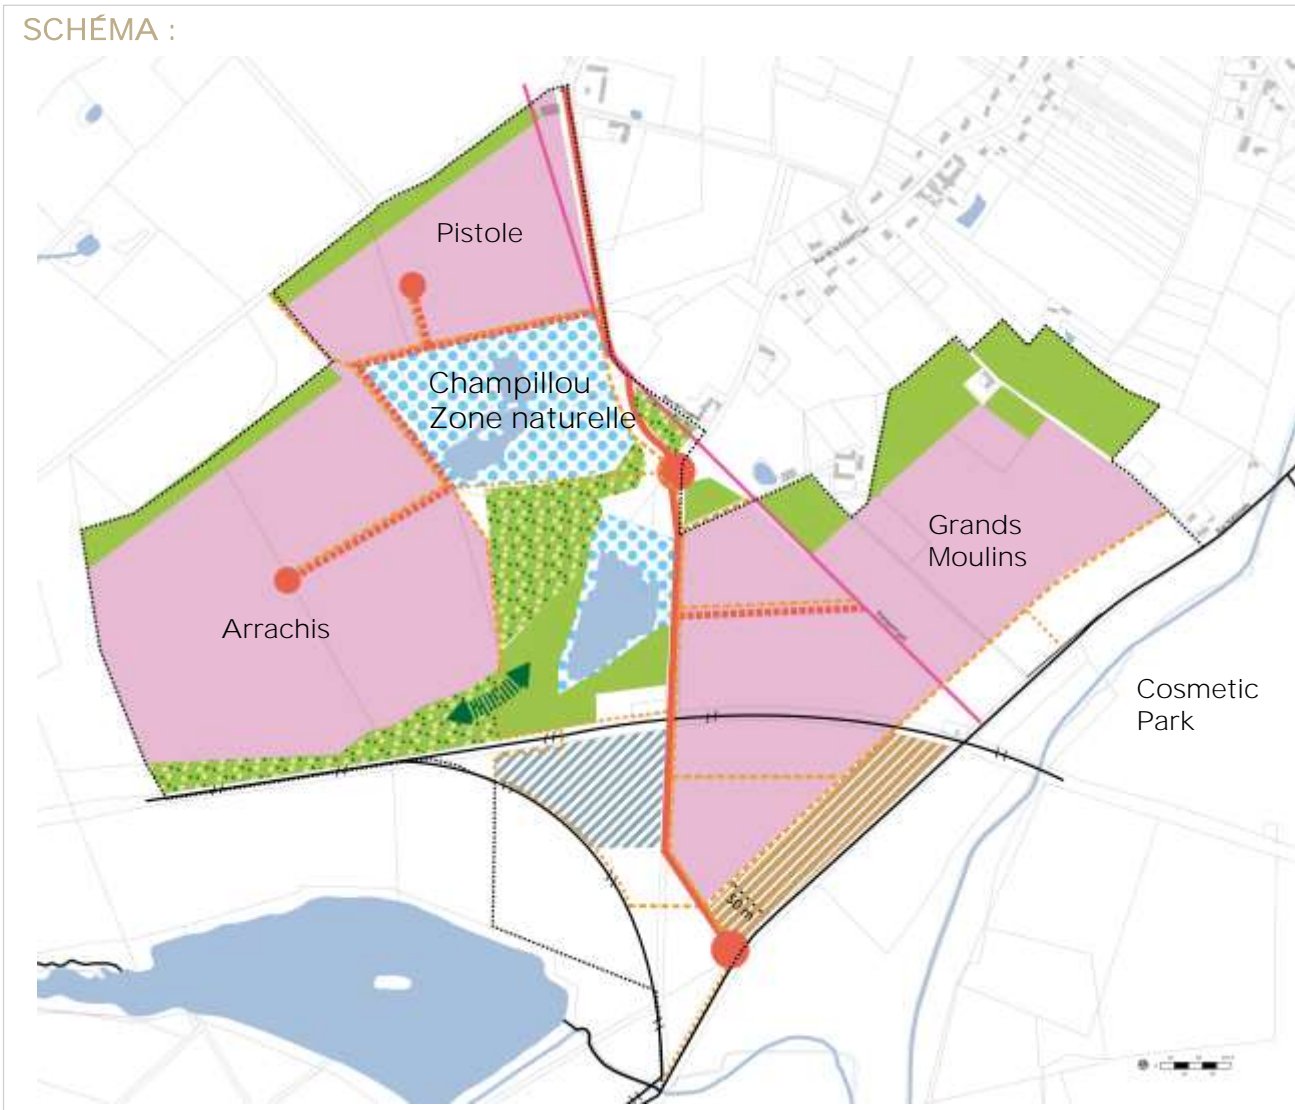 SCHÉMA :
Pistole
Champillou
Zone naturelle
Grands
Moulins
Arrachis
Cosmetic
Park
50 m